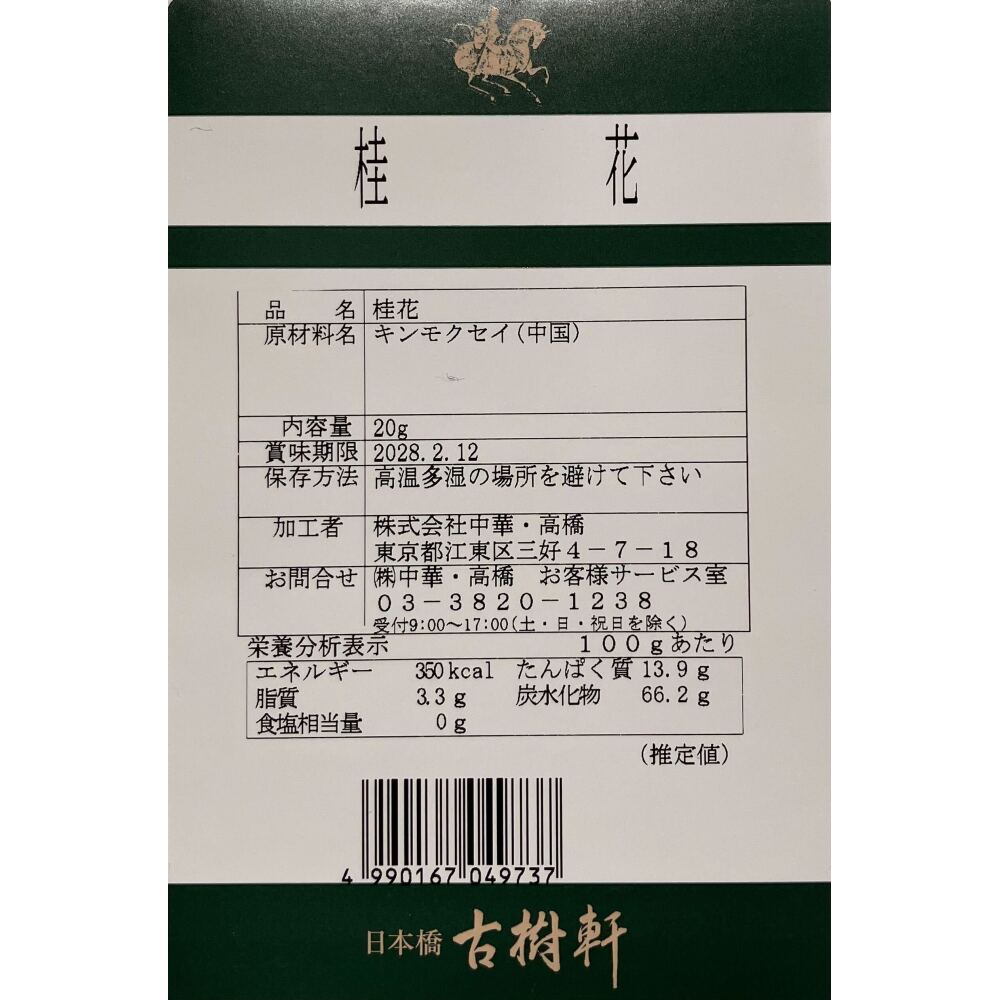 桂花
品名 桂花
原材料名 キンモクセイ(中国)
内容量 20g
賞味期限 2028.2.12
保存方法 高温多湿の場所を避けて下さい
加工者 株式会社中華・高橋
東京都江東区三好4-7-18
お問合せ ㈱中華・高橋 お客様サービス室
03-3820-1238
受付9:00～17:00(土・日・祝日を除く)
栄養分析表示 100gあたり
エネルギー 350kcal たんぱく質 13.9g
脂質 3.3g 炭水化物 66.2g
食塩相当量 0g
(推定値)
4 990167 049737
日本橋 古樹軒